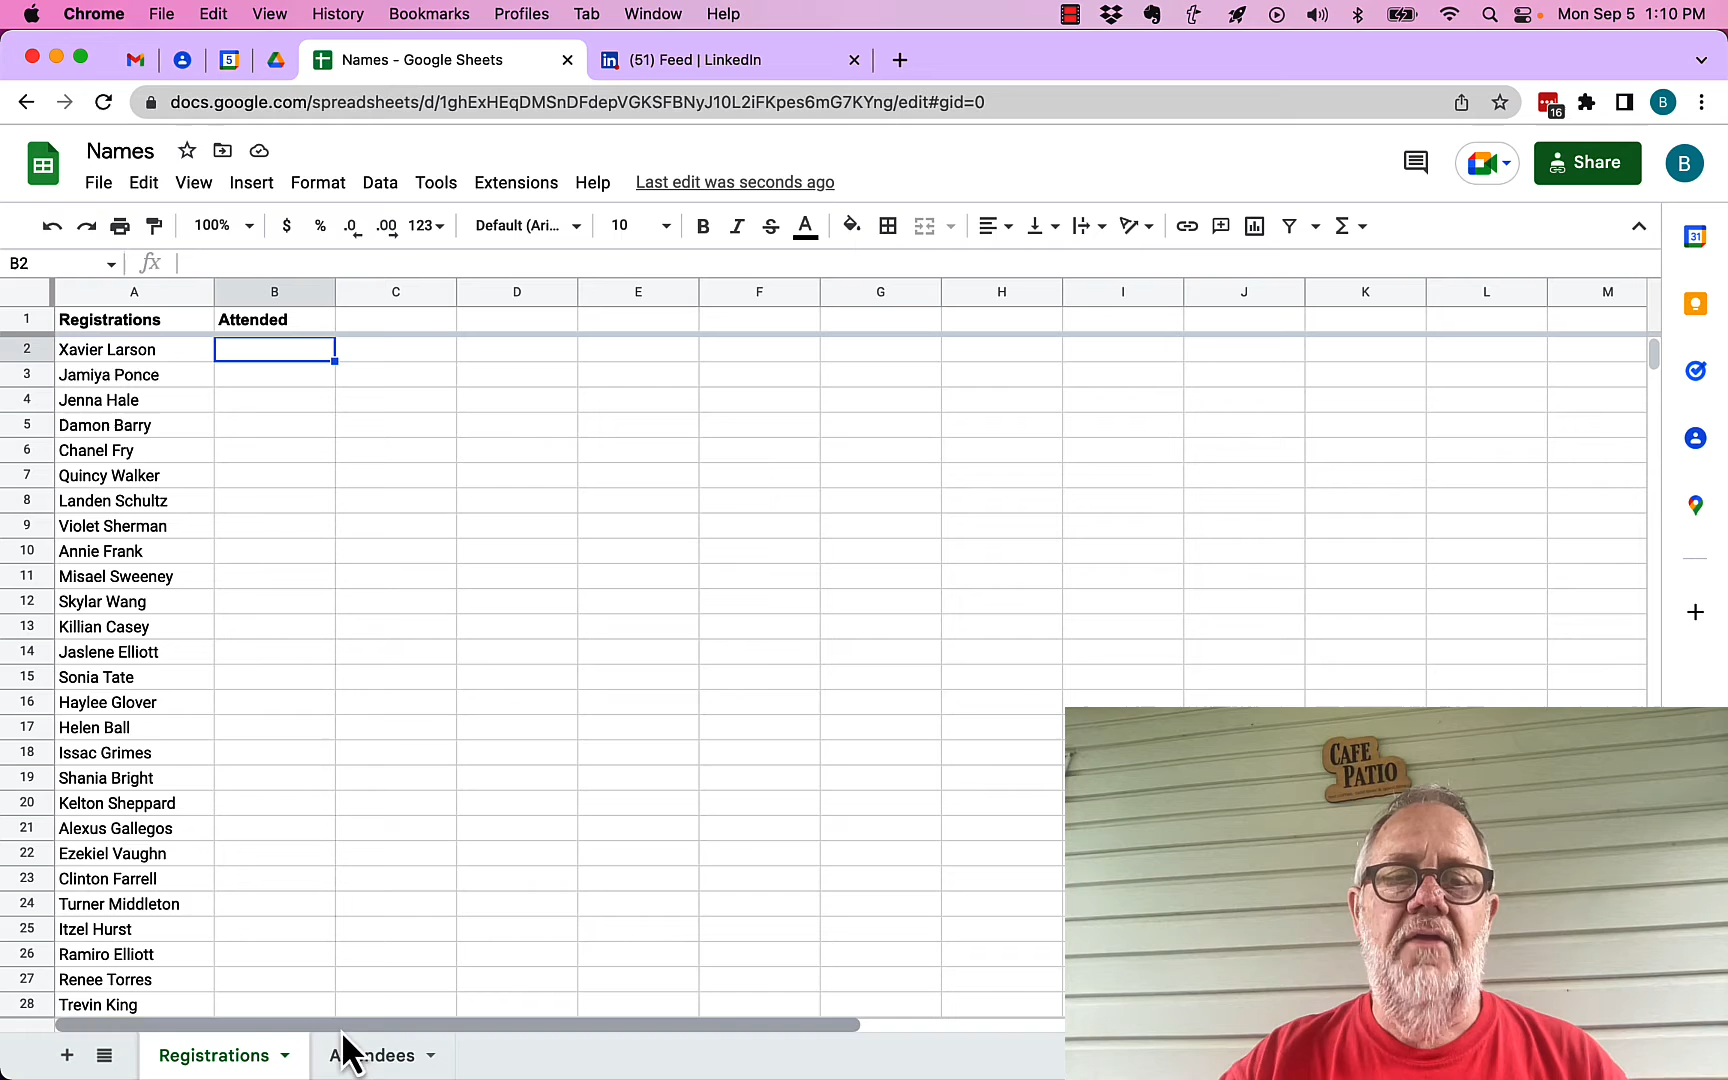 Chrome File Edit View History Bookmarks Profiles Tab Window Help Mon Sep 5 1:10 PM
5 Names - Google Sheets (51) Feed | LinkedIn
docs.google.com/spreadsheets/d/1ghExHEqDMSnDFdepVGKSFBNyJ10L2iFKpes6mG7KYng/edit#gid=0 16 B
Names Share B
File Edit View Insert Format Data Tools Extensions Help Last edit was seconds ago
100% $ % .0 .00 123 Default (Ari... 10 B I S A Σ 31
B2 fx
A B C D E F G H I J K L M
1 Registrations Attended
2 Xavier Larson
3 Jamiya Ponce
4 Jenna Hale
5 Damon Barry
6 Chanel Fry
7 Quincy Walker
8 Landen Schultz
9 Violet Sherman
10 Annie Frank
11 Misael Sweeney
12 Skylar Wang
13 Killian Casey
14 Jaslene Elliott
15 Sonia Tate
16 Haylee Glover
17 Helen Ball
18 Issac Grimes
19 Shania Bright
20 Kelton Sheppard
21 Alexus Gallegos
22 Ezekiel Vaughn
23 Clinton Farrell
24 Turner Middleton
25 Itzel Hurst
26 Ramiro Elliott
27 Renee Torres
28 Trevin King
CAFE
PATIO
Registrations